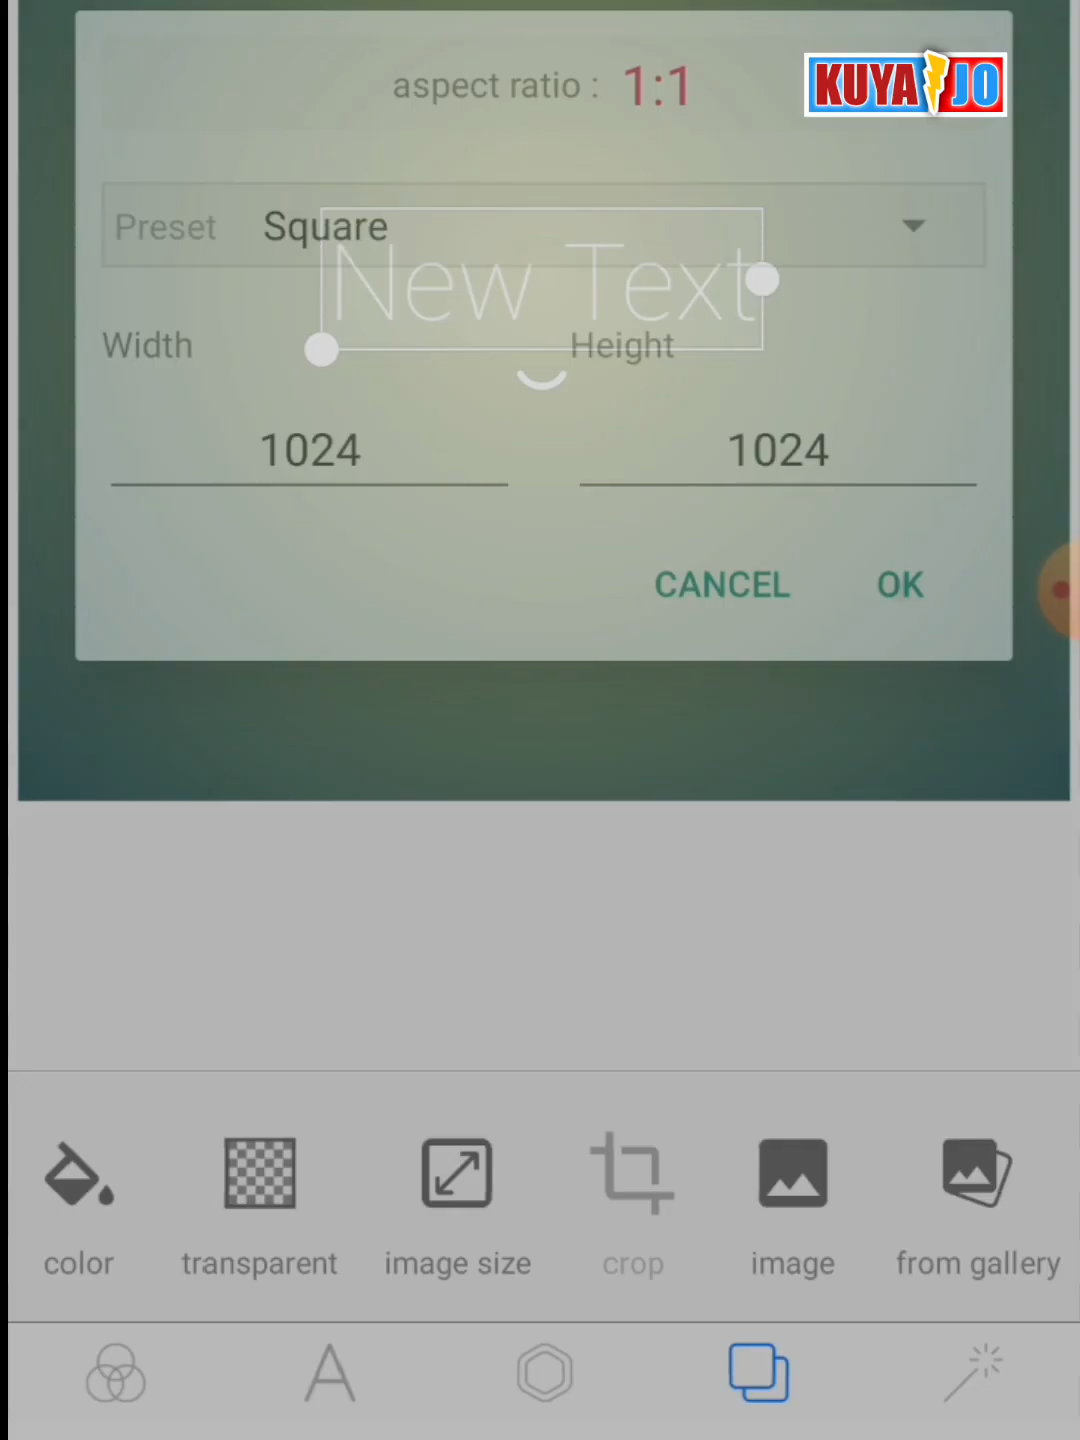 KUYA JO
aspect ratio : 1:1
Preset Square
New Text
Width Height
1024 1024
CANCEL OK
color transparent image size crop image from gallery